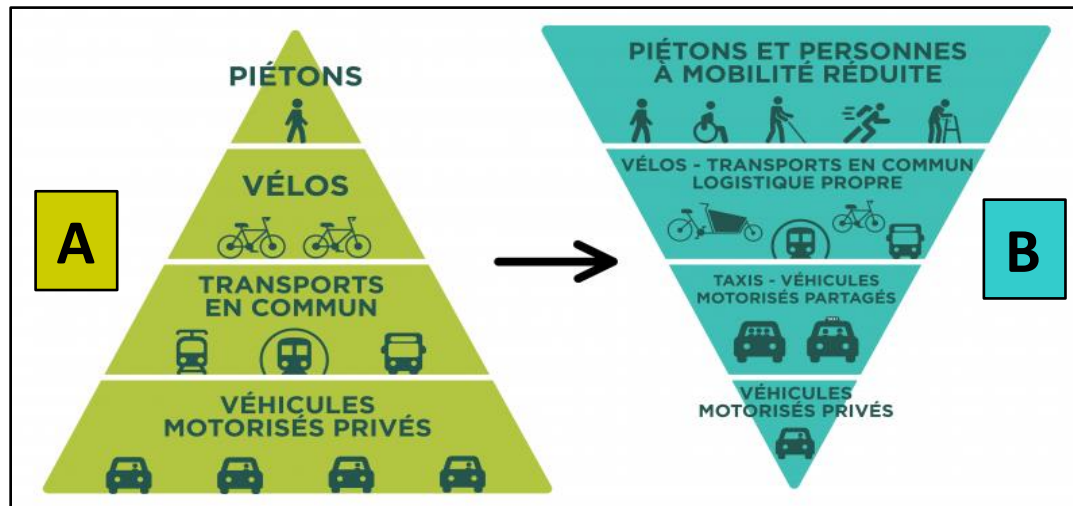 A
PIÉTONS
VÉLOS
TRANSPORTS
EN COMMUN
VÉHICULES
MOTORISÉS PRIVÉS
PIÉTONS ET PERSONNES
À MOBILITÉ RÉDUITE
VÉLOS - TRANSPORTS EN COMMUN
LOGISTIQUE PROPRE
TAXIS - VÉHICULES
MOTORISÉS PARTAGÉS
VÉHICULES
MOTORISÉS PRIVÉS
B